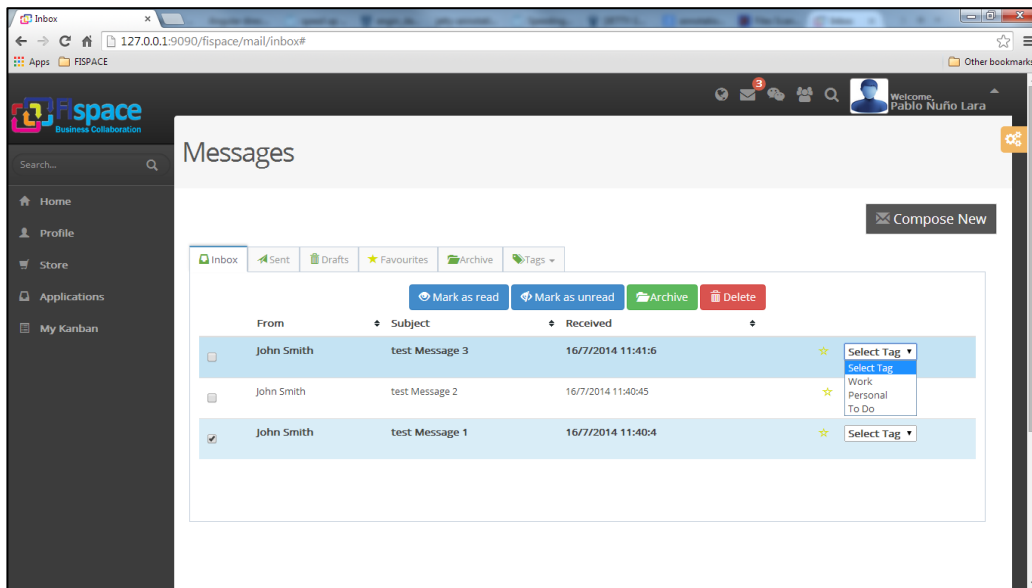 Inbox
127.0.0.1:9090/fispace/mail/inbox#
Apps FISPACE Other bookmarks
3
Welcome,
Pablo Nuño Lara
Fispace
Business Collaboration
Search...
Messages
Home
Profile
Store
Applications
My Kanban
Compose New
Inbox Sent Drafts Favourites Archive Tags
Mark as read Mark as unread Archive Delete
From Subject Received
John Smith test Message 3 16/7/2014 11:41:6 Select Tag
Select Tag
Work
Personal
To Do
John Smith test Message 2 16/7/2014 11:40:45
John Smith test Message 1 16/7/2014 11:40:4 Select Tag